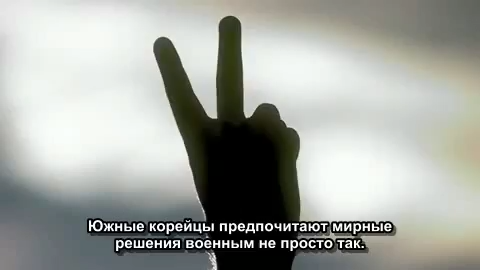 Южные корейцы предпочитают мирные
решения военным не просто так.